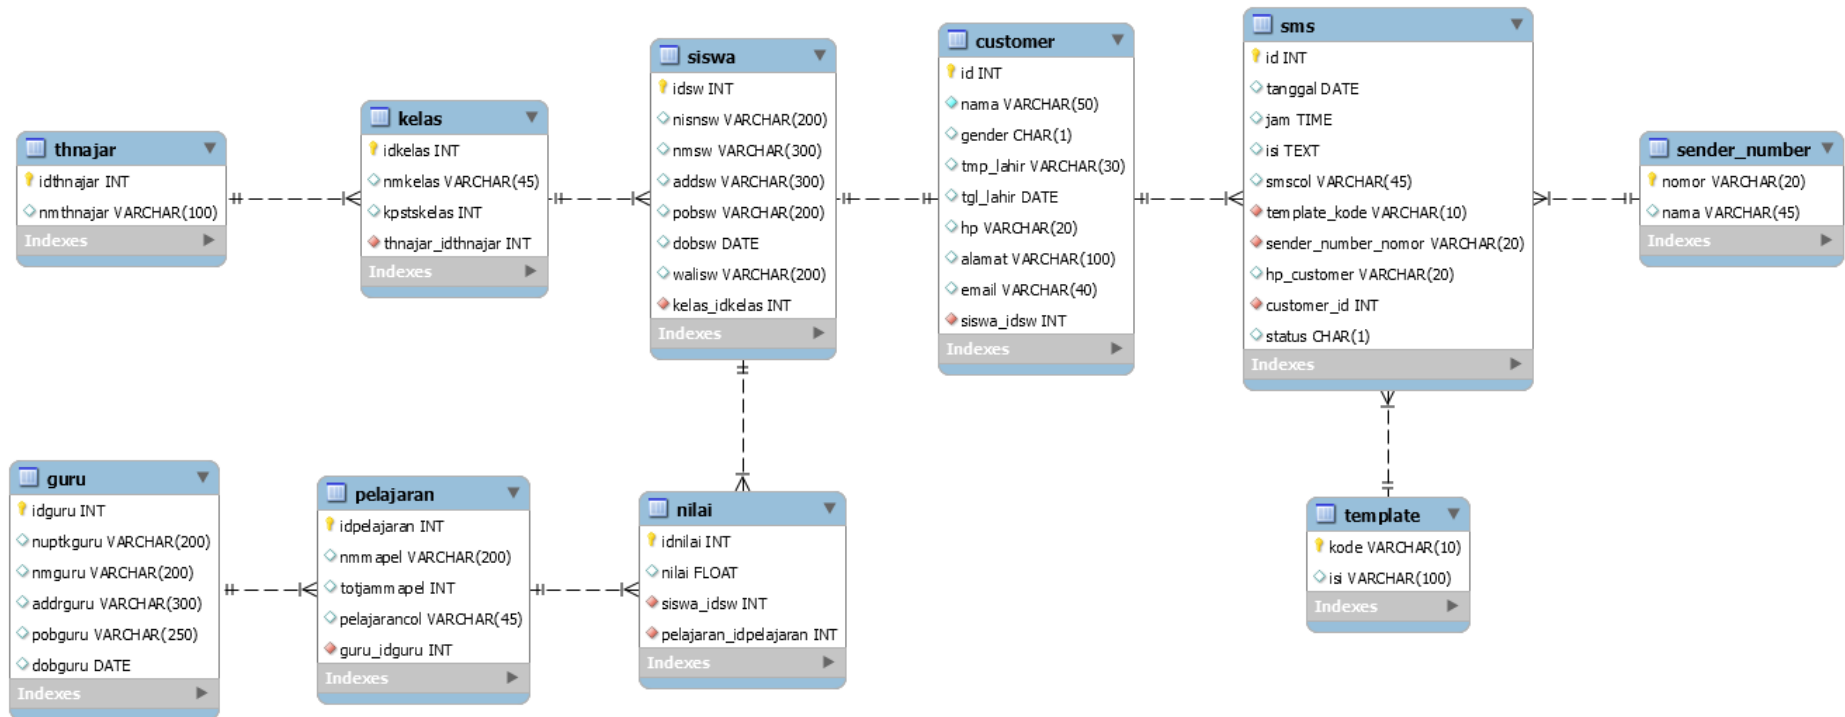 thnajar
idthnajar INT
nmthnajar VARCHAR(100)
Indexes
kelas
idkelas INT
nmkelas VARCHAR(45)
kpstskelas INT
thnajar_idthnajar INT
Indexes
siswa
idsw INT
nisnsw VARCHAR(200)
nmsw VARCHAR(300)
addsw VARCHAR(300)
pobsw VARCHAR(200)
dobsw DATE
walisw VARCHAR(200)
kelas_idkelas INT
Indexes
customer
id INT
nama VARCHAR(50)
gender CHAR(1)
tmp_lahir VARCHAR(30)
tgl_lahir DATE
hp VARCHAR(20)
alamat VARCHAR(100)
email VARCHAR(40)
siswa_idsw INT
Indexes
sms
id INT
tanggal DATE
jam TIME
isi TEXT
smscol VARCHAR(45)
template_kode VARCHAR(10)
sender_number_nomor VARCHAR(20)
hp_customer VARCHAR(20)
customer_id INT
status CHAR(1)
Indexes
sender_number
nomor VARCHAR(20)
nama VARCHAR(45)
Indexes
guru
idguru INT
nuptkguru VARCHAR(200)
nmguru VARCHAR(200)
addrguru VARCHAR(300)
pobguru VARCHAR(250)
dobguru DATE
Indexes
pelajaran
idpelajaran INT
nmmapel VARCHAR(200)
totjammapel INT
pelajarancol VARCHAR(45)
guru_idguru INT
Indexes
nilai
idnilai INT
nilai FLOAT
siswa_idsw INT
pelajaran_idpelajaran INT
Indexes
template
kode VARCHAR(10)
isi VARCHAR(100)
Indexes